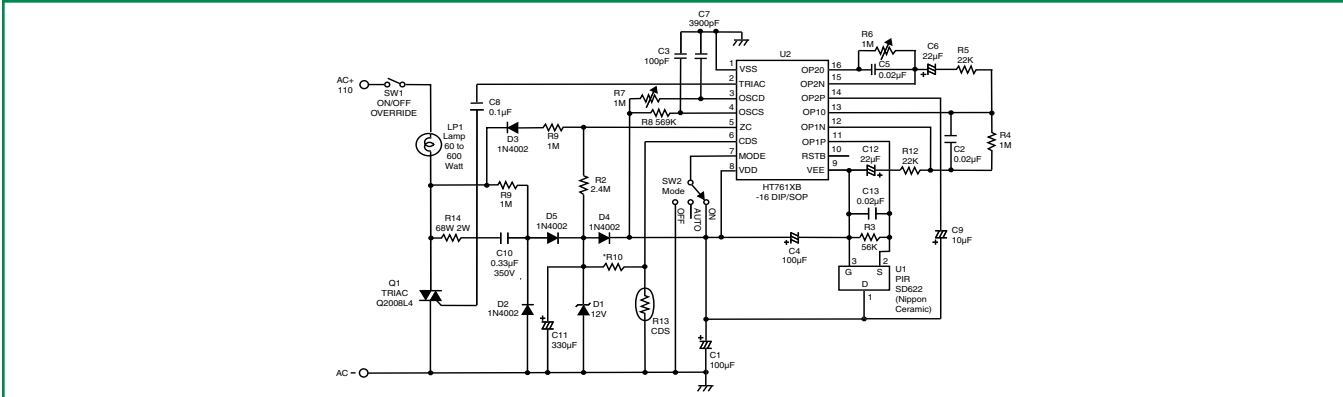 C7
3900pF
C3
100pF
U2
R6
1M
C6
22µF
R5
22K
C5
0.02µF
AC+
110
SW1
ON/OFF
OVERRIDE
C8
0.1µF
R7
1M
R8 569K
1
VSS
2
TRIAC
3
OSCD
4
OSCS
5
ZC
6
CDS
7
MODE
8
VDD
OP20
16
OP2N
15
OP2P
14
OP10
13
OP1N
12
OP1P
11
RSTB
10
VEE
9
HT761XB
-16 DIP/SOP
LP1
Lamp
60 to
600
Watt
D3
1N4002
R9
1M
R4
1M
C2
0.02µF
C12
22µF
R12
22K
R9
1M
R2
2.4M
SW2
Mode
OFF
AUTO
ON
C13
0.02µF
R14
68W 2W
D5
1N4002
D4
1N4002
R3
56K
C9
10µF
C10
0.33µF
350V
*R10
C4
100µF
3
2
G
S
D
1
U1
PIR
SD622
(Nippon
Ceramic)
Q1
TRIAC
Q2008L4
D2
1N4002
C11
330µF
D1
12V
R13
CDS
C1
100µF
AC -